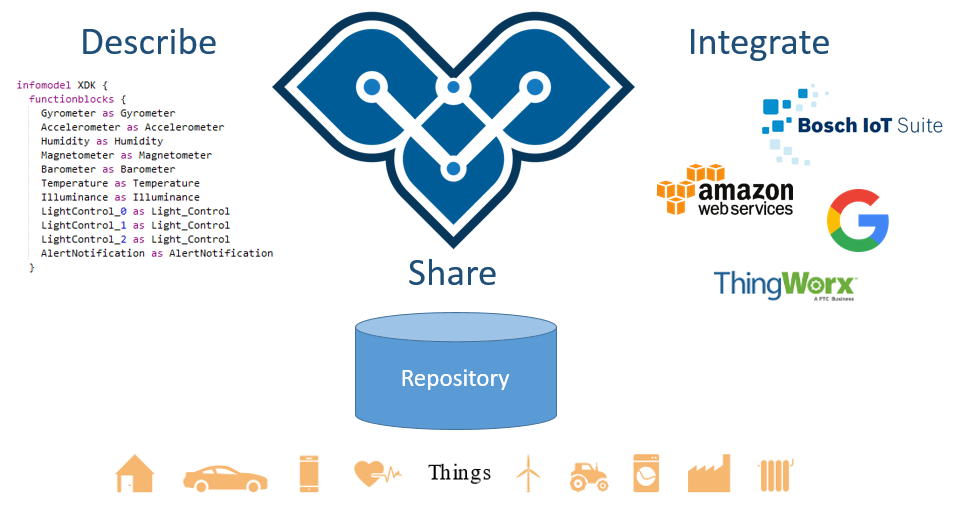 Describe
infomodel XDK {
functionblocks {
Gyrometer as Gyrometer
Accelerometer as Accelerometer
Humidity as Humidity
Magnetometer as Magnetometer
Barometer as Barometer
Temperature as Temperature
Illuminance as Illuminance
LightControl_0 as Light_Control
LightControl_1 as Light_Control
LightControl_2 as Light_Control
AlertNotification as AlertNotification
}
Share
Repository
Integrate
Bosch IoT Suite
amazon
web services
G
ThingWorx
A PTC Business
Things